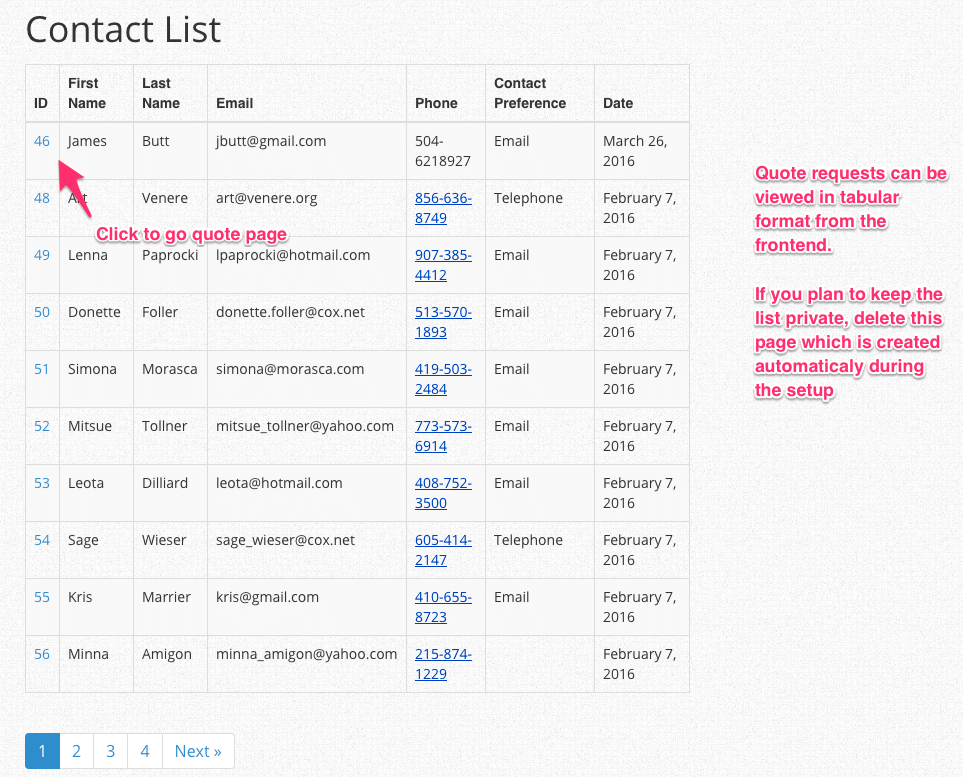 Contact List
ID First Name Last Name Email Phone Contact Preference Date
46 James Butt jbutt@gmail.com 504-6218927 Email March 26, 2016
48 Art Venere art@venere.org 856-636-8749 Telephone February 7, 2016
Click to go quote page
49 Lenna Paprocki lpaprocki@hotmail.com 907-385-4412 Email February 7, 2016
50 Donette Foller donette.foller@cox.net 513-570-1893 Email February 7, 2016
51 Simona Morasca simona@morasca.com 419-503-2484 Email February 7, 2016
52 Mitsue Tollner mitsue_tollner@yahoo.com 773-573-6914 Email February 7, 2016
53 Leota Dilliard leota@hotmail.com 408-752-3500 Email February 7, 2016
54 Sage Wieser sage_wieser@cox.net 605-414-2147 Telephone February 7, 2016
55 Kris Marrier kris@gmail.com 410-655-8723 Email February 7, 2016
56 Minna Amigon minna_amigon@yahoo.com 215-874-1229 February 7, 2016
1 2 3 4 Next »
Quote requests can be
viewed in tabular
format from the
frontend.
If you plan to keep the
list private, delete this
page which is created
automaticaly during
the setup